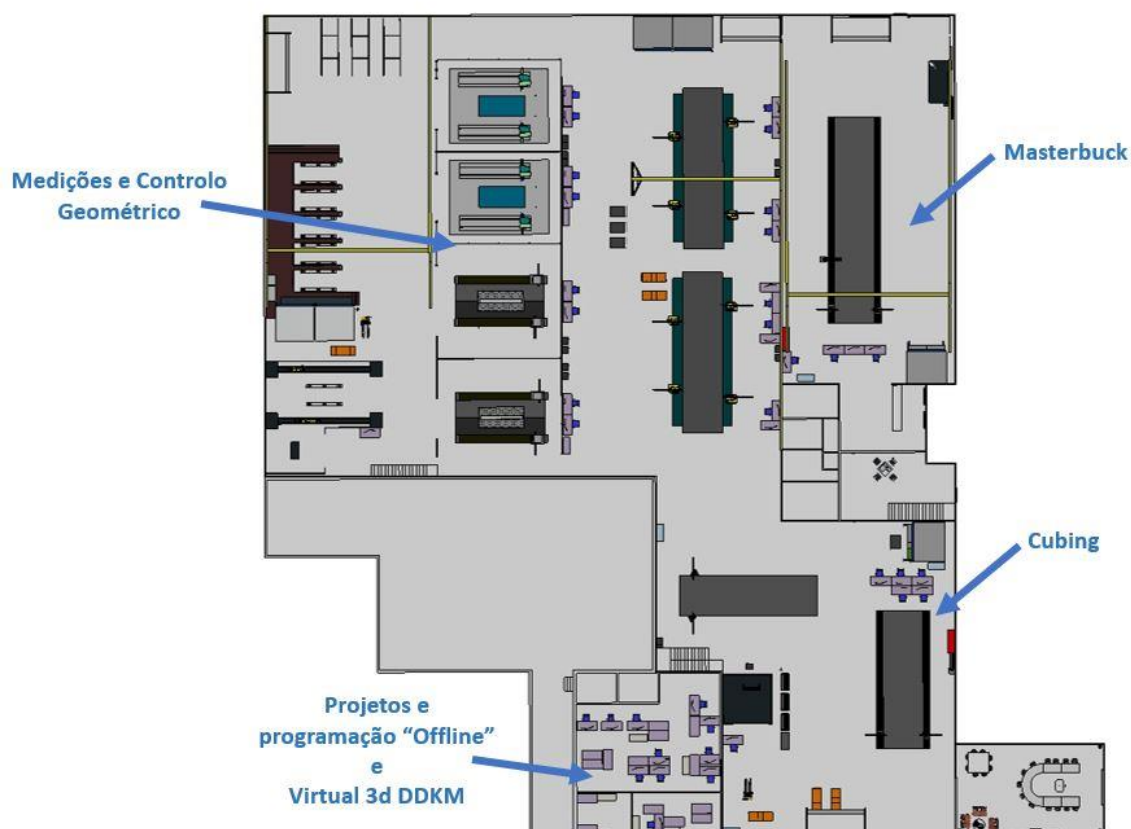 Masterbuck
Medições e Controlo
Geométrico
Cubing
Projetos e
programação “Offline”
e
Virtual 3d DDKM